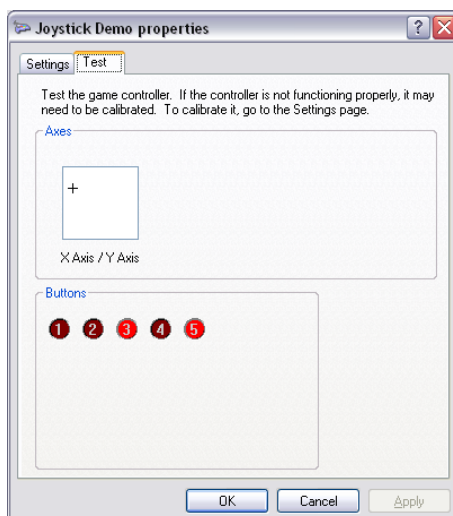 Joystick Demo properties
Settings Test
Test the game controller. If the controller is not functioning properly, it may
need to be calibrated. To calibrate it, go to the Settings page.
Axes
X Axis / Y Axis
Buttons
1 2 3 4 5
OK Cancel Apply